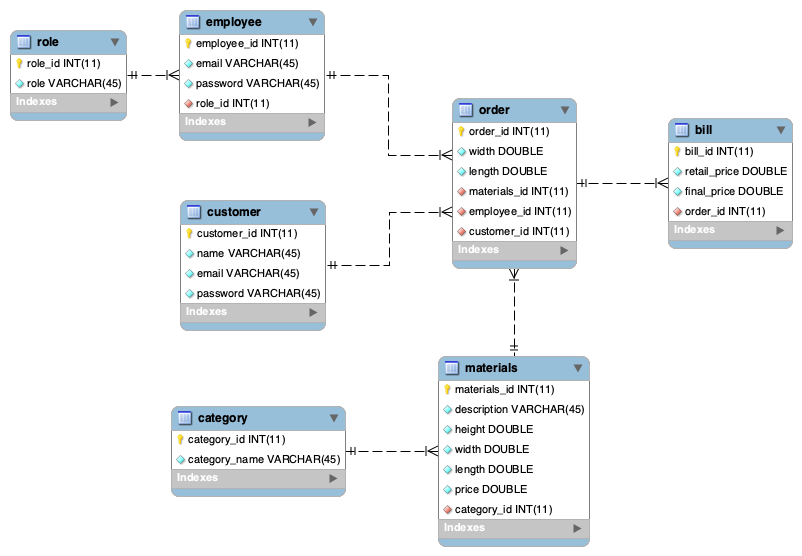 role
role_id INT(11)
role VARCHAR(45)
Indexes
employee
employee_id INT(11)
email VARCHAR(45)
password VARCHAR(45)
role_id INT(11)
Indexes
customer
customer_id INT(11)
name VARCHAR(45)
email VARCHAR(45)
password VARCHAR(45)
Indexes
order
order_id INT(11)
width DOUBLE
length DOUBLE
materials_id INT(11)
employee_id INT(11)
customer_id INT(11)
Indexes
bill
bill_id INT(11)
retail_price DOUBLE
final_price DOUBLE
order_id INT(11)
Indexes
category
category_id INT(11)
category_name VARCHAR(45)
Indexes
materials
materials_id INT(11)
description VARCHAR(45)
height DOUBLE
width DOUBLE
length DOUBLE
price DOUBLE
category_id INT(11)
Indexes